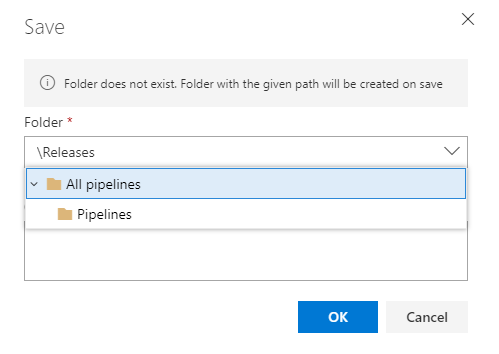 Save
Folder does not exist. Folder with the given path will be created on save
Folder *
\Releases
All pipelines
Pipelines
OK
Cancel